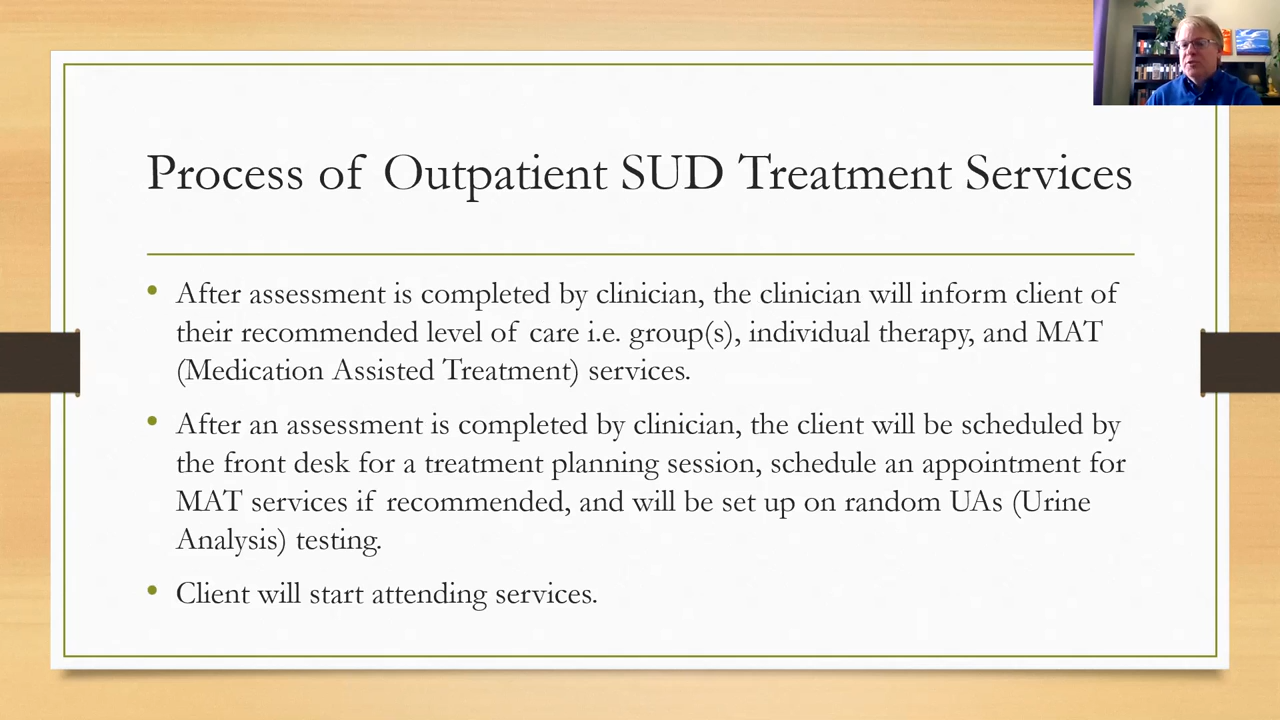 Process of Outpatient SUD Treatment Services
• After assessment is completed by clinician, the clinician will inform client of
their recommended level of care i.e. group(s), individual therapy, and MAT
(Medication Assisted Treatment) services.
• After an assessment is completed by clinician, the client will be scheduled by
the front desk for a treatment planning session, schedule an appointment for
MAT services if recommended, and will be set up on random UAs (Urine
Analysis) testing.
• Client will start attending services.